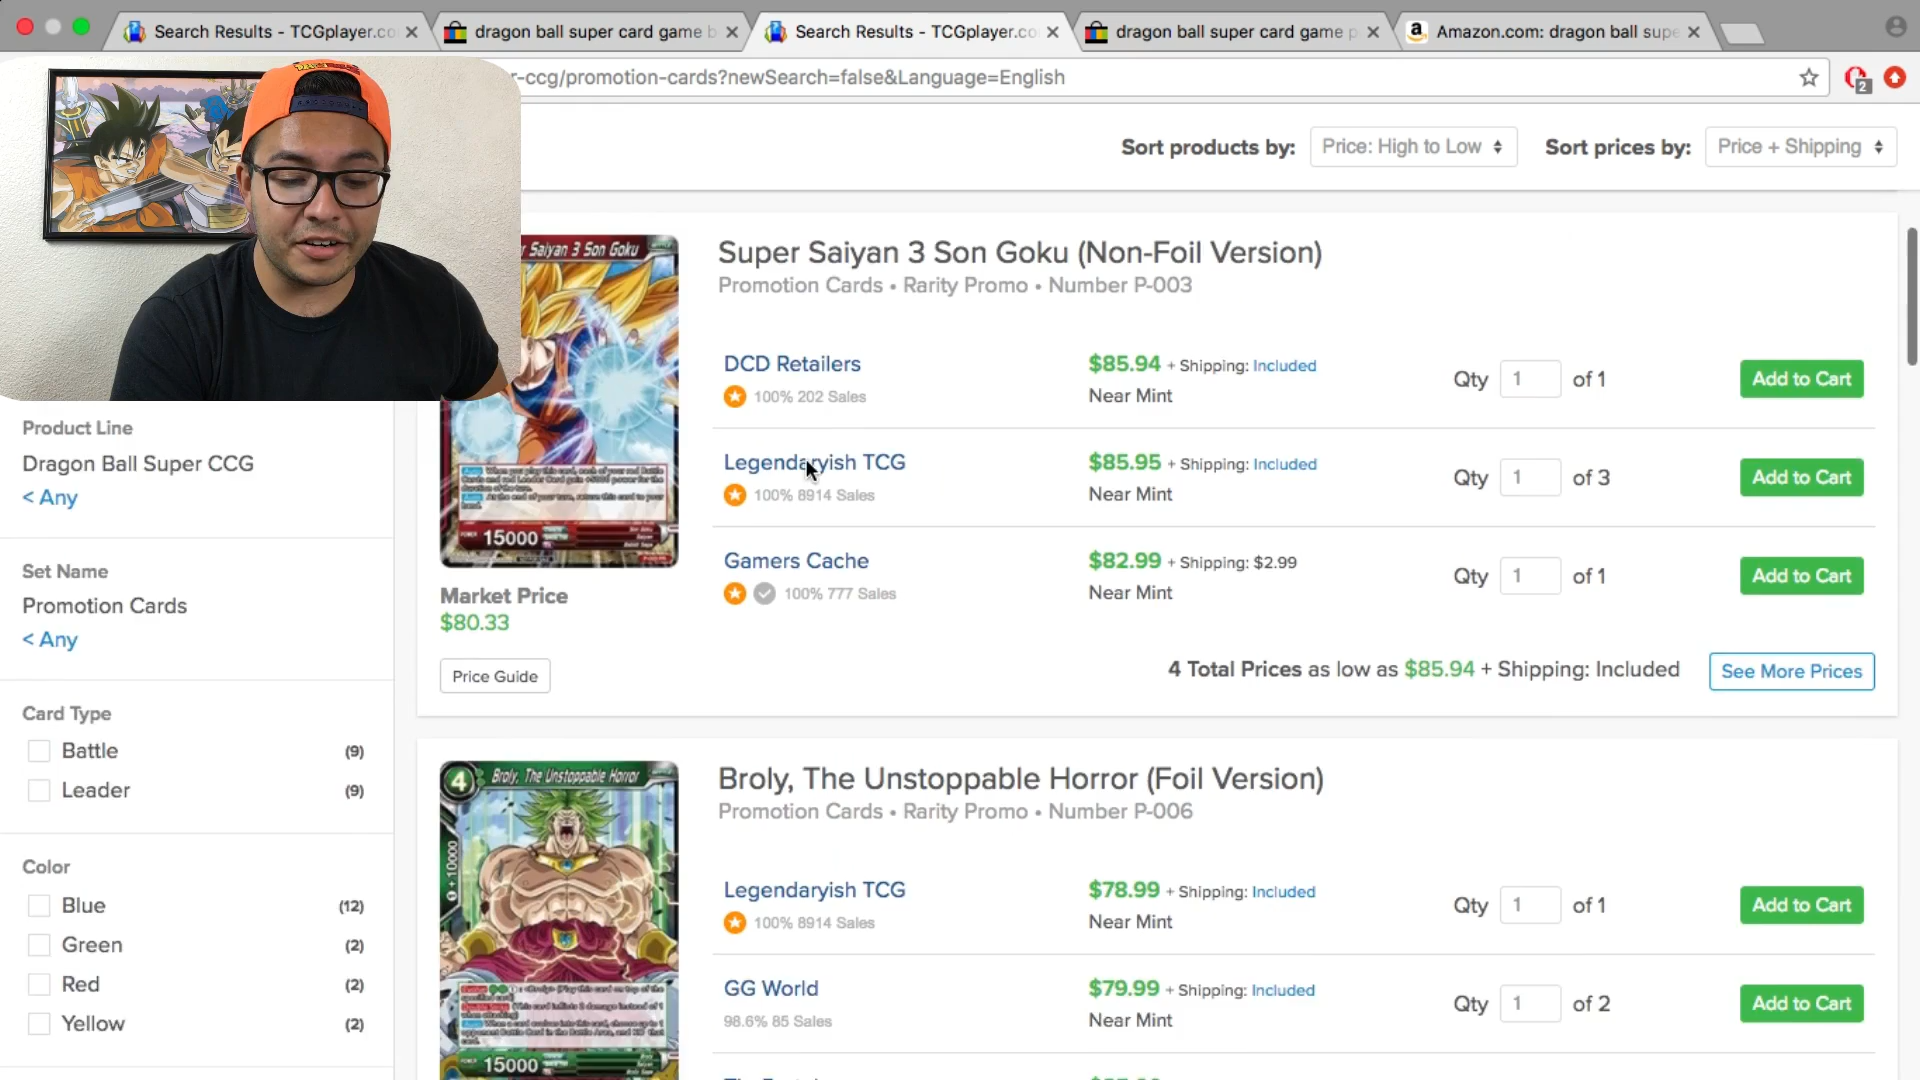 Search Results - TCGplayer.co
dragon ball super card game b
Search Results - TCGplayer.co
dragon ball super card game p
Amazon.com: dragon ball supe
r-ccg/promotion-cards?newSearch=false&Language=English
2
Sort products by:
Price: High to Low
Sort prices by:
Price + Shipping
Product Line
Dragon Ball Super CCG
< Any
Set Name
Promotion Cards
< Any
Card Type
Battle (9)
Leader (9)
Color
Blue (12)
Green (2)
Red (2)
Yellow (2)
Saiyan 3 Son Goku
15000
Market Price
$80.33
Price Guide
Super Saiyan 3 Son Goku (Non-Foil Version)
Promotion Cards • Rarity Promo • Number P-003
DCD Retailers
100% 202 Sales
$85.94 + Shipping: Included
Near Mint
Qty 1 of 1
Add to Cart
Legendaryish TCG
100% 8914 Sales
$85.95 + Shipping: Included
Near Mint
Qty 1 of 3
Add to Cart
Gamers Cache
100% 777 Sales
$82.99 + Shipping: $2.99
Near Mint
Qty 1 of 1
Add to Cart
4 Total Prices as low as $85.94 + Shipping: Included
See More Prices
4 Broly, The Unstoppable Horror
+10000
15000
Broly, The Unstoppable Horror (Foil Version)
Promotion Cards • Rarity Promo • Number P-006
Legendaryish TCG
100% 8914 Sales
$78.99 + Shipping: Included
Near Mint
Qty 1 of 1
Add to Cart
GG World
98.6% 85 Sales
$79.99 + Shipping: Included
Near Mint
Qty 1 of 2
Add to Cart